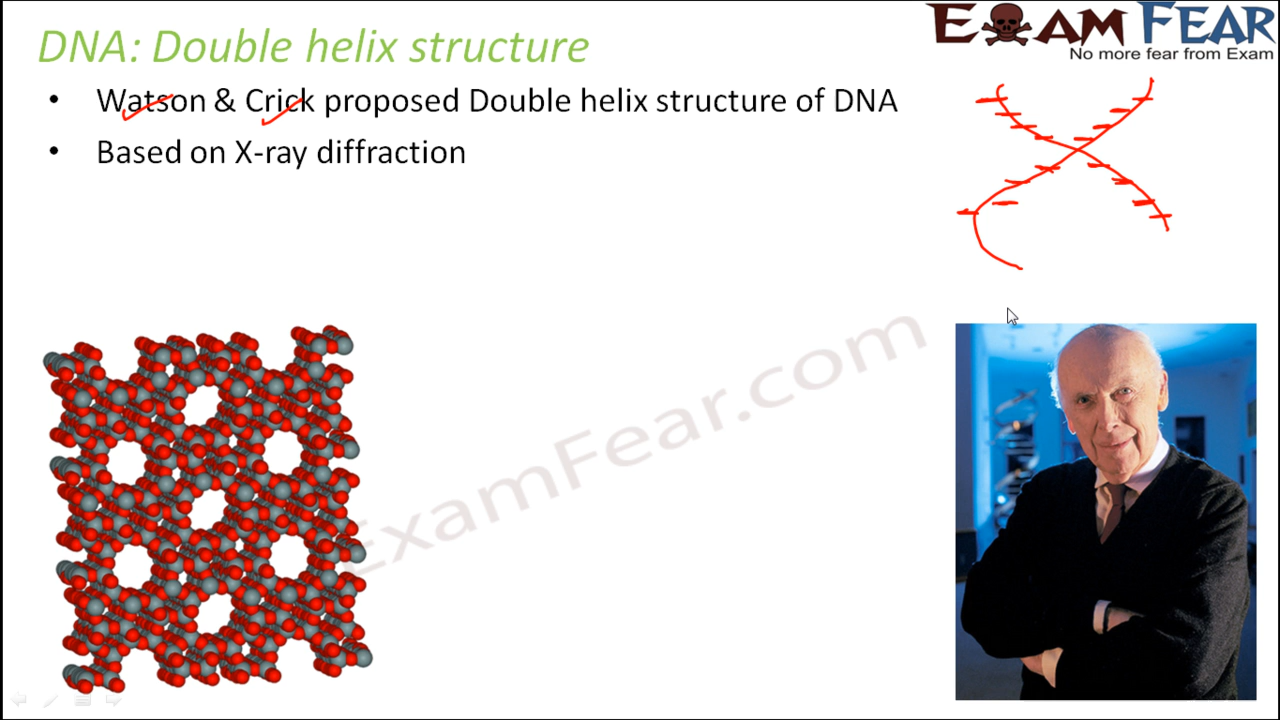 DNA: Double helix structure
EXAM FEAR
No more fear from Exam
• Watson & Crick proposed Double helix structure of DNA
• Based on X-ray diffraction
ExamFear.com